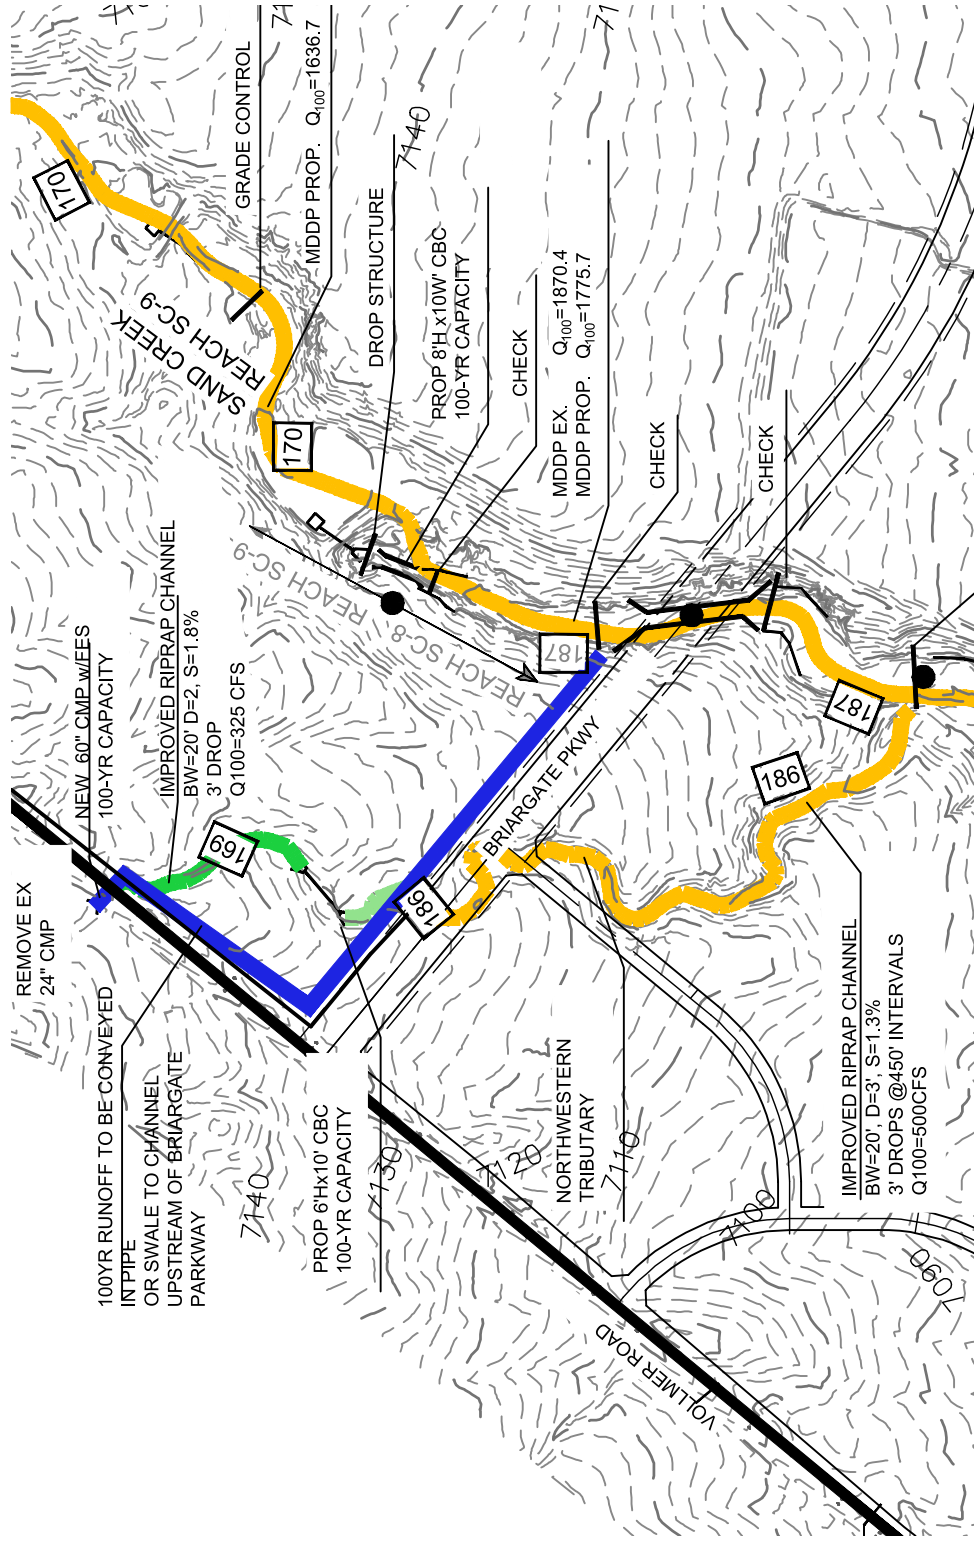 170
GRADE CONTROL
MDDP PROP.   Q100=1636.7
7140
SAND CREEK
REACH SC-9
DROP STRUCTURE
170
PROP 8'H x10W' CBC
100-YR CAPACITY
CHECK
MDDP EX.   Q100=1870.4
MDDP PROP.   Q100=1775.7
CHECK
CHECK
REACH SC-9
REACH SC-8
187
187
NEW  60" CMP w/FES
100-YR CAPACITY
IMPROVED RIPRAP CHANNEL
BW=20' D=2, S=1.8%
3' DROP
Q100=325 CFS
169
186
BRIARGATE PKWY
186
REMOVE EX
24" CMP
100YR RUNOFF TO BE CONVEYED
IN PIPE
OR SWALE TO CHANNEL
UPSTREAM OF BRIARGATE
PARKWAY
7140
PROP 6'Hx10' CBC
100-YR CAPACITY
7130
7120
NORTHWESTERN
TRIBUTARY
7110
7100
7090
IMPROVED RIPRAP CHANNEL
BW=20', D=3', S=1.3%
3' DROPS @450' INTERVALS
Q100=500CFS
VOLLMER ROAD